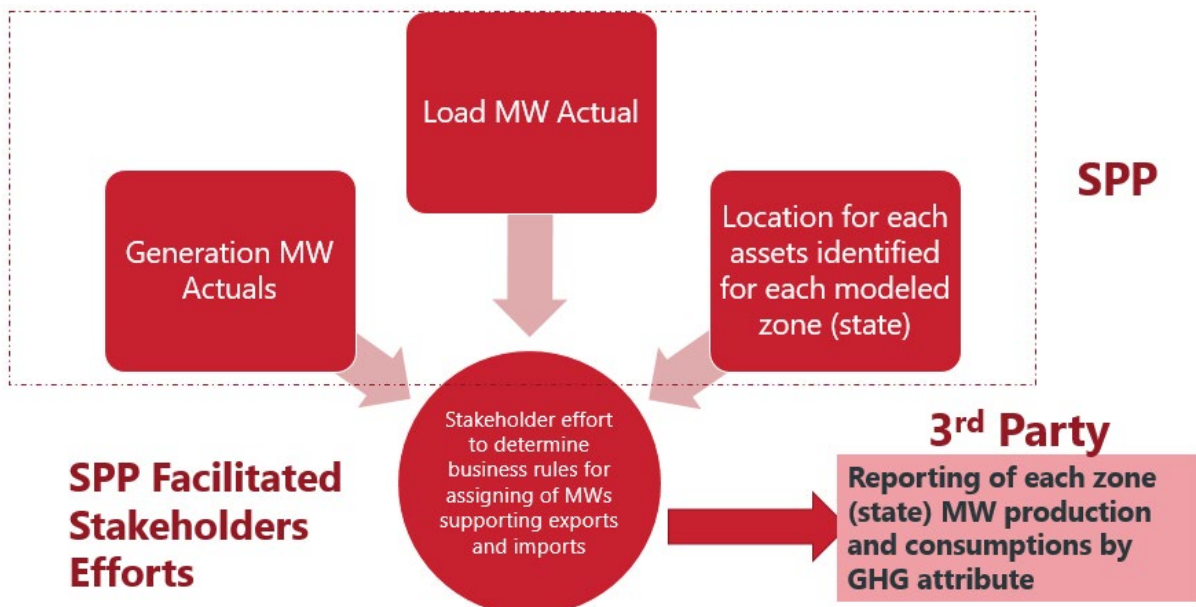 Load MW Actual
Generation MW
Actuals
Location for each
assets identified
for each modeled
zone (state)
SPP
Stakeholder effort
to determine
business rules for
assigning of MWs
supporting exports
and imports
SPP Facilitated
Stakeholders
Efforts
3rd Party
Reporting of each zone
(state) MW production
and consumptions by
GHG attribute